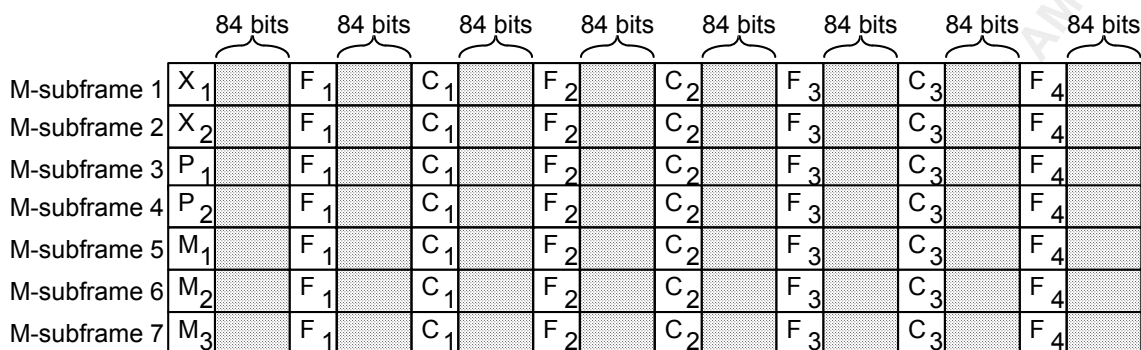 84 bits 84 bits 84 bits 84 bits 84 bits 84 bits 84 bits 84 bits
M-subframe 1 X1 F1 C1 F2 C2 F3 C3 F4
M-subframe 2 X2 F1 C1 F2 C2 F3 C3 F4
M-subframe 3 P1 F1 C1 F2 C2 F3 C3 F4
M-subframe 4 P2 F1 C1 F2 C2 F3 C3 F4
M-subframe 5 M1 F1 C1 F2 C2 F3 C3 F4
M-subframe 6 M2 F1 C1 F2 C2 F3 C3 F4
M-subframe 7 M3 F1 C1 F2 C2 F3 C3 F4